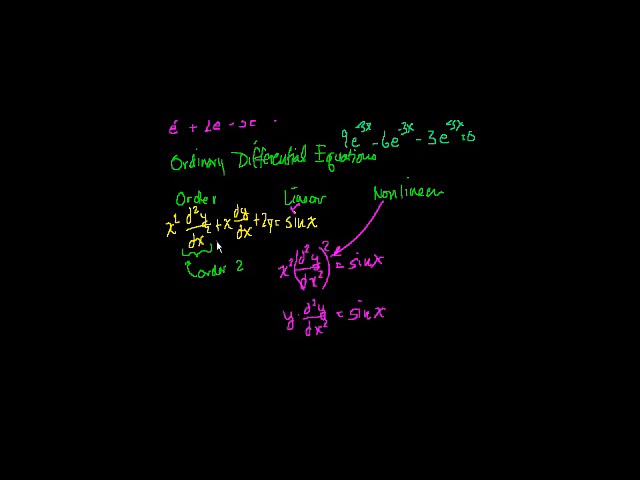 9e^-3x - 6e^-3x - 3e^-3x = 0
Ordinary Differential Equations
Order Linear Nonlinear
x² d²y/dx² + x dy/dx + 2y = sin x
order 2
x² (d²y/dx²)² = sin x
y · d²y/dx² = sin x